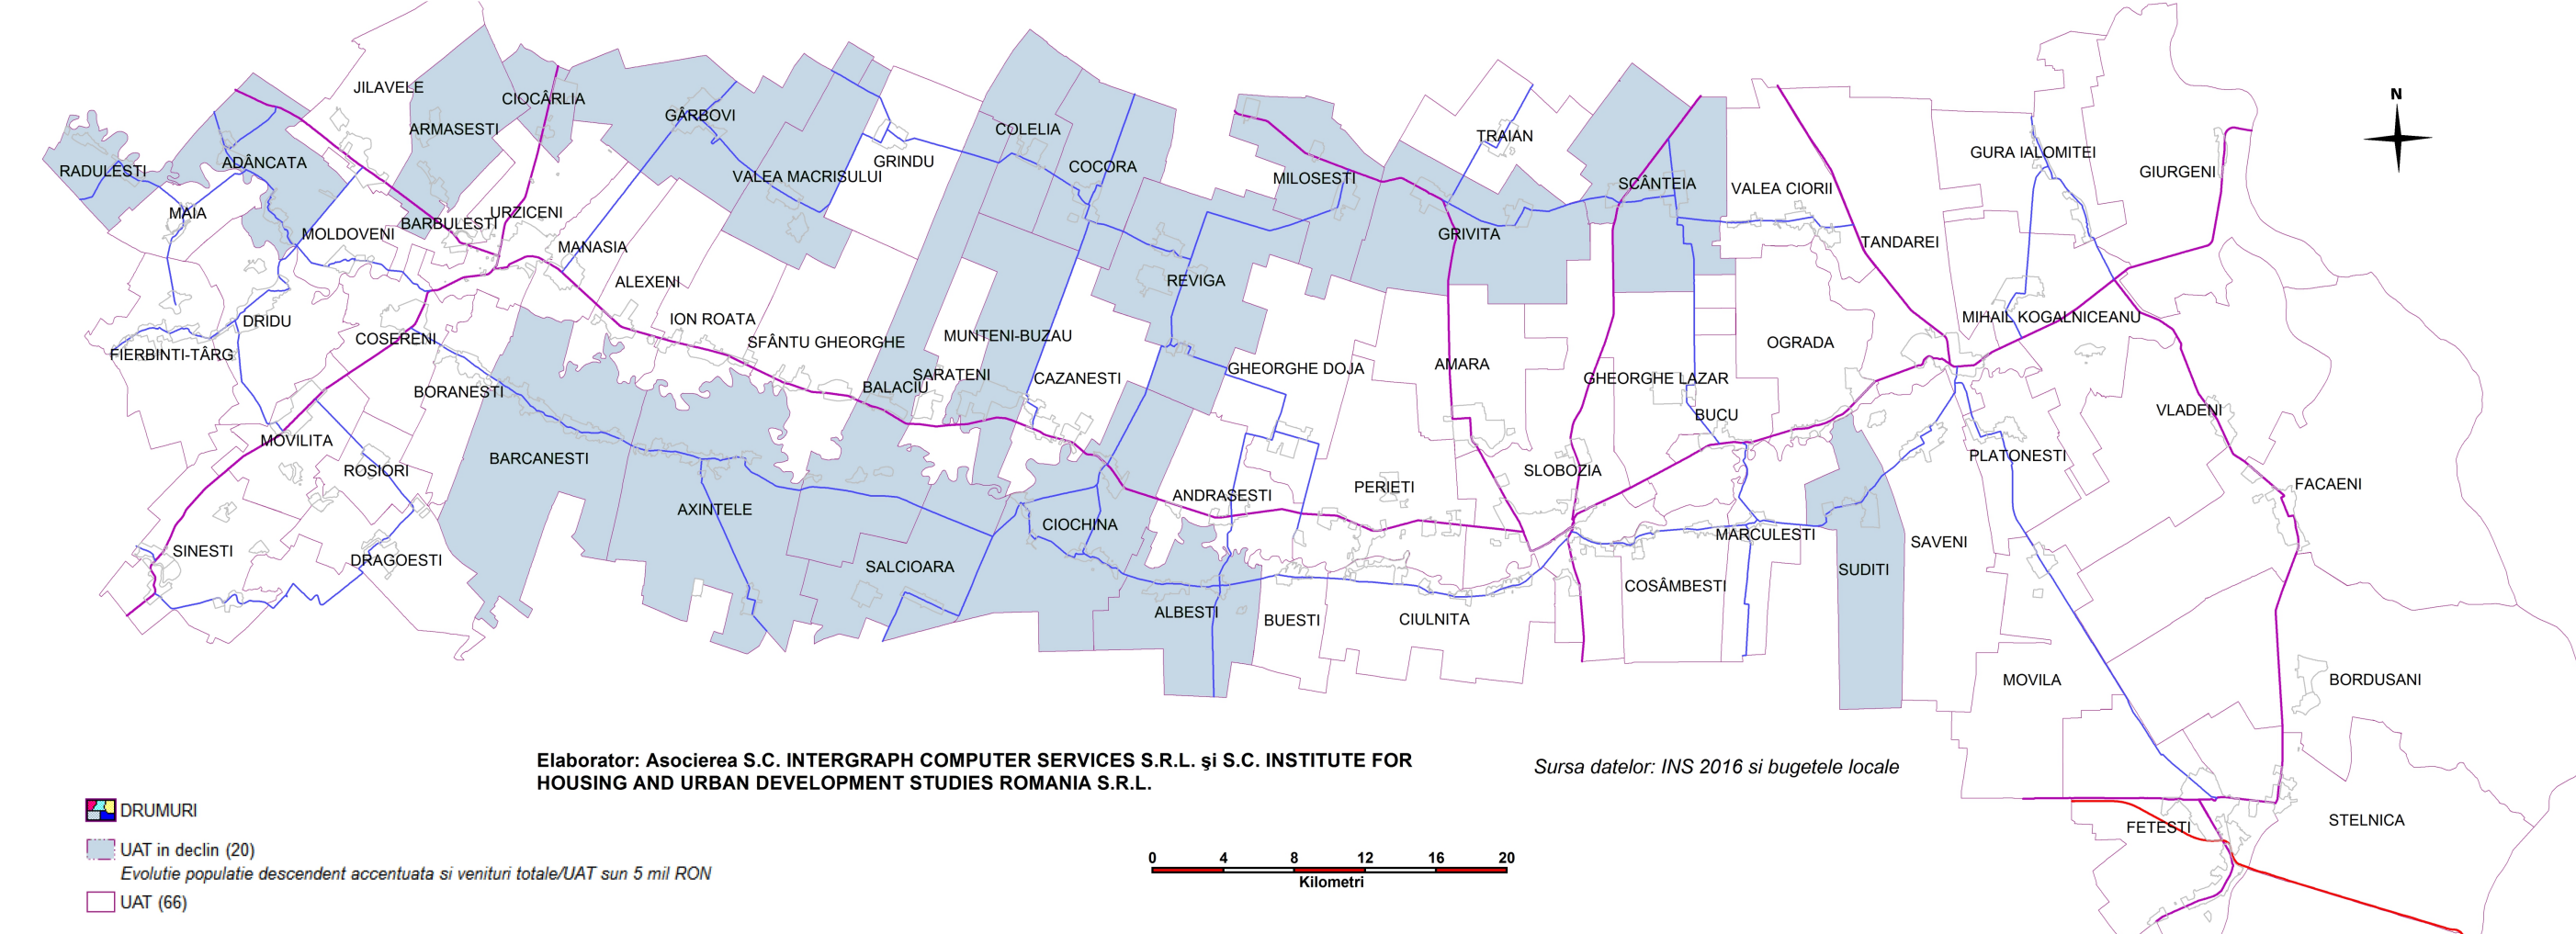 N
JILAVELE
CIOCÂRLIA
ARMASESTI
GÂRBOVI
COLELIA
TRAIAN
RADULESTI
ADÂNCATA
VALEA MACRISULUI
GRINDU
COCORA
MILOSESTI
SCÂNTEIA
VALEA CIORII
GURA IALOMITEI
GIURGENI
MAIA
MOLDOVENI
BARBULESTI
URZICENI
MANASIA
GRIVITA
TANDAREI
ALEXENI
REVIGA
DRIDU
ION ROATA
MIHAIL KOGALNICEANU
FIERBINTI-TÂRG
COSERENI
SFÂNTU GHEORGHE
MUNTENI-BUZAU
OGRADA
BORANESTI
BALACIU
SARATENI
CAZANESTI
GHEORGHE DOJA
AMARA
GHEORGHE LAZAR
BUCU
VLADENI
MOVILITA
ROSIORI
BARCANESTI
SLOBOZIA
PLATONESTI
AXINTELE
ANDRASESTI
PERIETI
FACAENI
SINESTI
DRAGOESTI
CIOCHINA
MARCULESTI
SAVENI
SALCIOARA
SUDITI
ALBESTI
BUESTI
CIULNITA
COSÂMBESTI
MOVILA
BORDUSANI
FETESTI
STELNICA
Elaborator: Asocierea S.C. INTERGRAPH COMPUTER SERVICES S.R.L. şi S.C. INSTITUTE FOR
HOUSING AND URBAN DEVELOPMENT STUDIES ROMANIA S.R.L.
Sursa datelor: INS 2016 si bugetele locale
DRUMURI
UAT in declin (20)
Evolutie populatie descendent accentuata si venituri totale/UAT sun 5 mil RON
UAT (66)
0 4 8 12 16 20
Kilometri